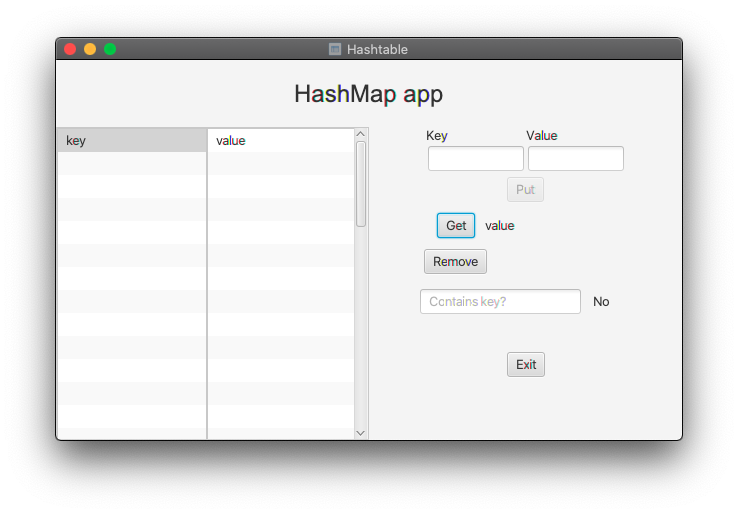 Hashtable
HashMap app
key value
Key Value
Put
Get value
Remove
Contains key? No
Exit